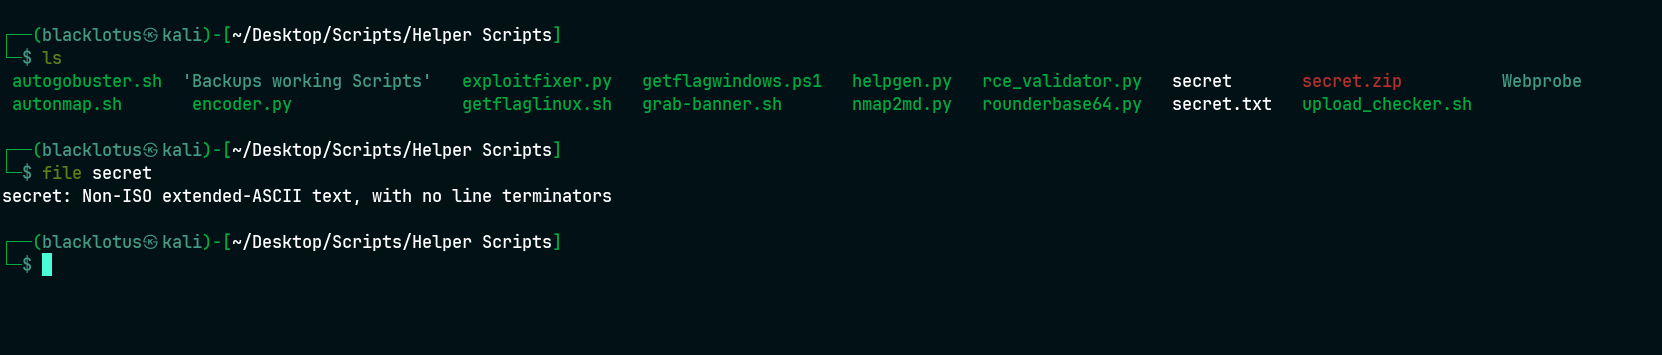 ┌──(blacklotus㉿kali)-[~/Desktop/Scripts/Helper Scripts]
└─$ ls
autogobuster.sh 'Backups working Scripts' exploitfixer.py getflagwindows.ps1 helpgen.py rce_validator.py secret secret.zip Webprobe
autonmap.sh encoder.py getflaglinux.sh grab-banner.sh nmap2md.py rounderbase64.py secret.txt upload_checker.sh
┌──(blacklotus㉿kali)-[~/Desktop/Scripts/Helper Scripts]
└─$ file secret
secret: Non-ISO extended-ASCII text, with no line terminators
┌──(blacklotus㉿kali)-[~/Desktop/Scripts/Helper Scripts]
└─$